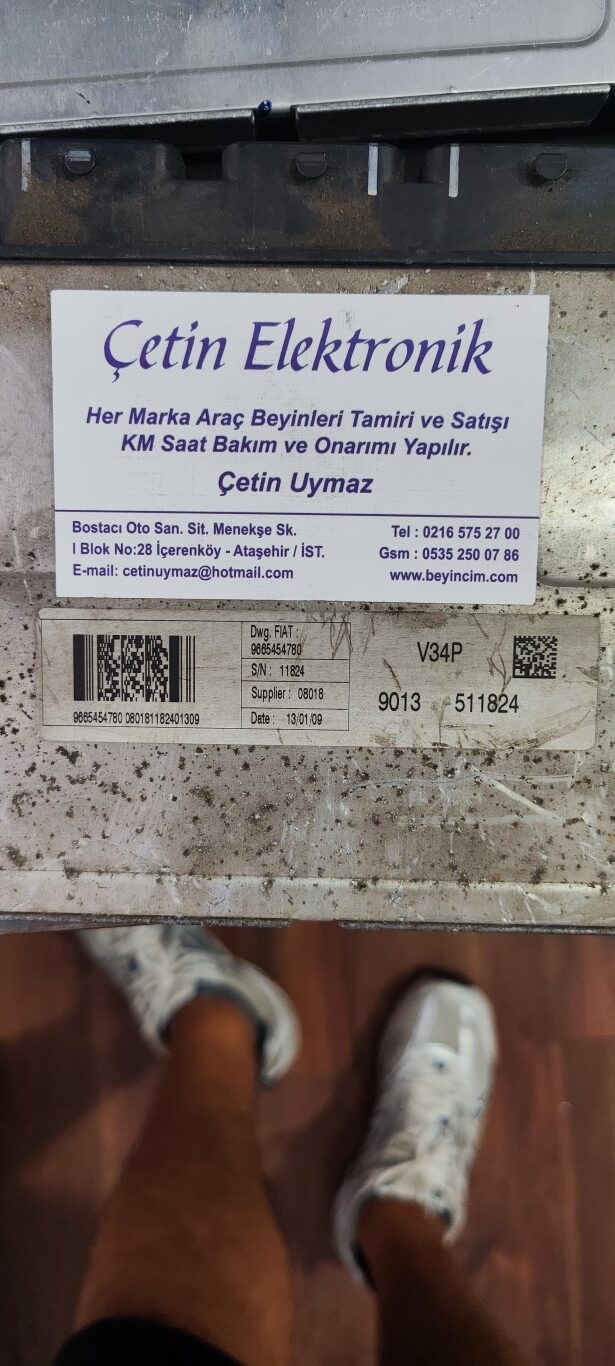 Çetin Elektronik
Her Marka Araç Beyinleri Tamiri ve Satışı
KM Saat Bakım ve Onarımı Yapılır.
Çetin Uymaz
Bostacı Oto San. Sit. Menekşe Sk.
I Blok No:28 İçerenköy - Ataşehir / İST.
E-mail: cetinuymaz@hotmail.com
Tel : 0216 575 27 00
Gsm : 0535 250 07 86
www.beyincim.com
9665454780 080181182401309
Dwg. FIAT :
9665454780
S/N : 11824
Supplier : 08018
Date : 13/01/09
V34P
9013 511824